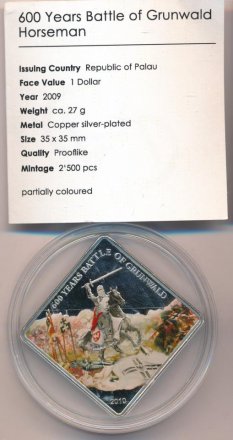 600 Years Battle of Grunwald
Horseman
Issuing Country Republic of Palau
Face Value 1 Dollar
Year 2009
Weight ca. 27 g
Metal Copper silver-plated
Size 35 x 35 mm
Quality Prooflike
Mintage 2'500 pcs
partially coloured
600 YEARS BATTLE OF GRUNWALD
2010